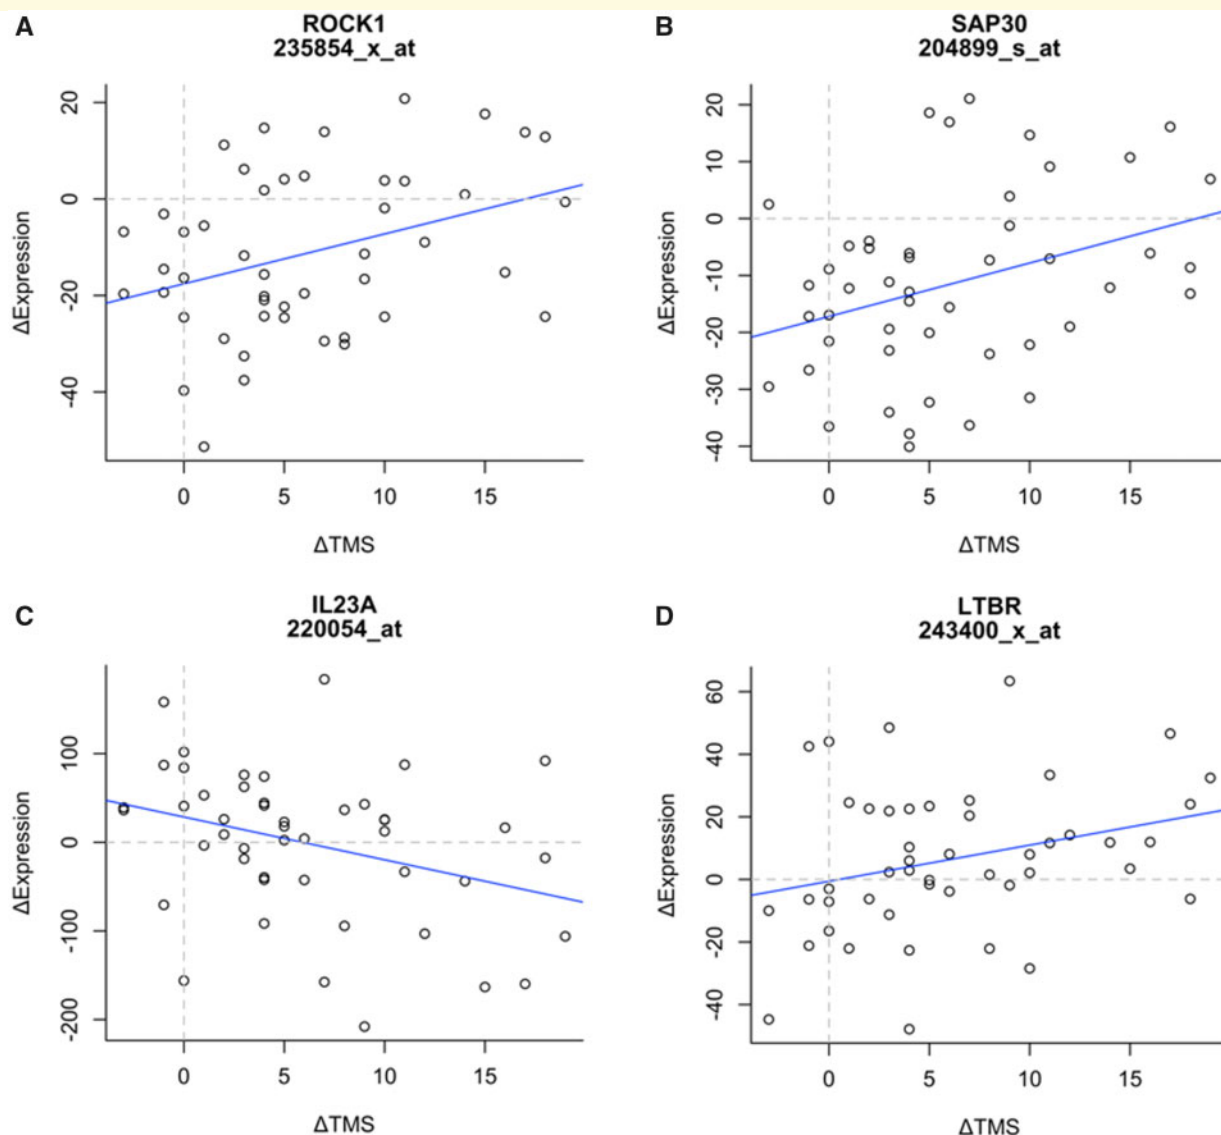 A
ROCK1
235854_x_at
20
0
-20
-40
ΔExpression
0 5 10 15
ΔTMS
B
SAP30
204899_s_at
20
10
0
-10
-20
-30
-40
ΔExpression
0 5 10 15
ΔTMS
C
IL23A
220054_at
100
0
-100
-200
ΔExpression
0 5 10 15
ΔTMS
D
LTBR
243400_x_at
60
40
20
0
-20
-40
ΔExpression
0 5 10 15
ΔTMS